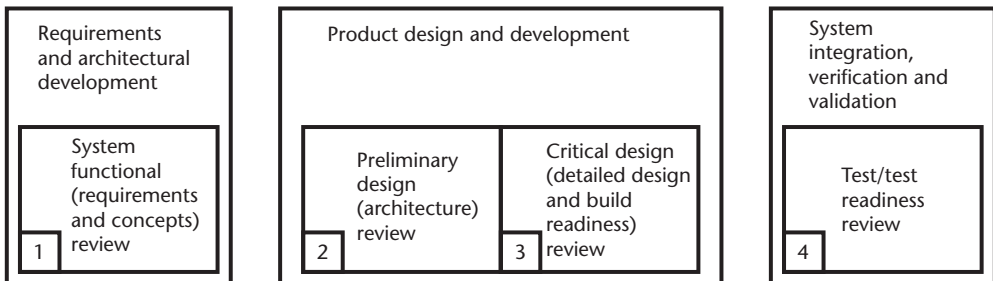 Requirements
and architectural
development
System
functional
(requirements
and concepts)
review
1
Product design and development
Preliminary
design
(architecture)
review
2
Critical design
(detailed design
and build
readiness)
review
3
System
integration,
verification and
validation
Test/test
readiness
review
4